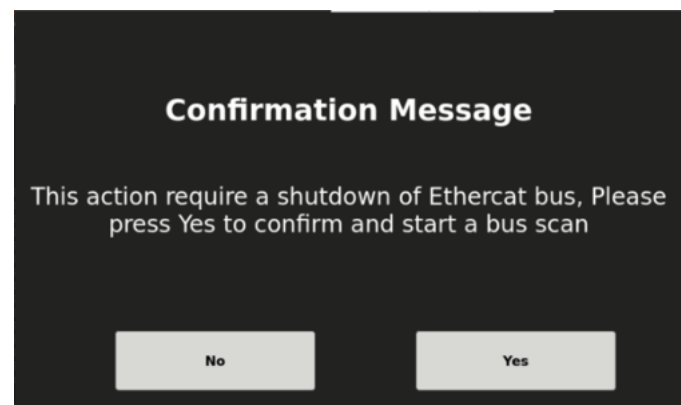 Confirmation Message
This action require a shutdown of Ethercat bus, Please
press Yes to confirm and start a bus scan
No
Yes